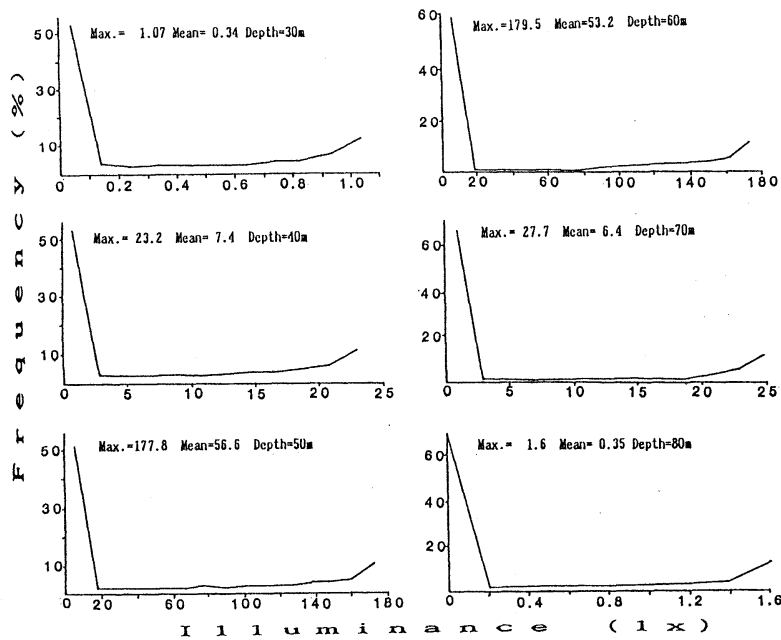 Frequency (%)
Max.= 1.07 Mean= 0.34 Depth=30m
50
30
10
0 0.2 0.4 0.6 0.8 1.0
Max.=179.5 Mean=53.2 Depth=60m
60
40
20
0 20 60 100 140 180
Max.= 23.2 Mean= 7.4 Depth=40m
50
30
10
0 5 10 15 20 25
Max.= 27.7 Mean= 6.4 Depth=70m
60
40
20
0 5 10 15 20 25
Max.=177.8 Mean=56.6 Depth=50m
50
30
10
0 20 60 100 140 180
Max.= 1.6 Mean= 0.35 Depth=80m
60
40
20
0 0.4 0.8 1.2 1.6
Illuminance (lx)